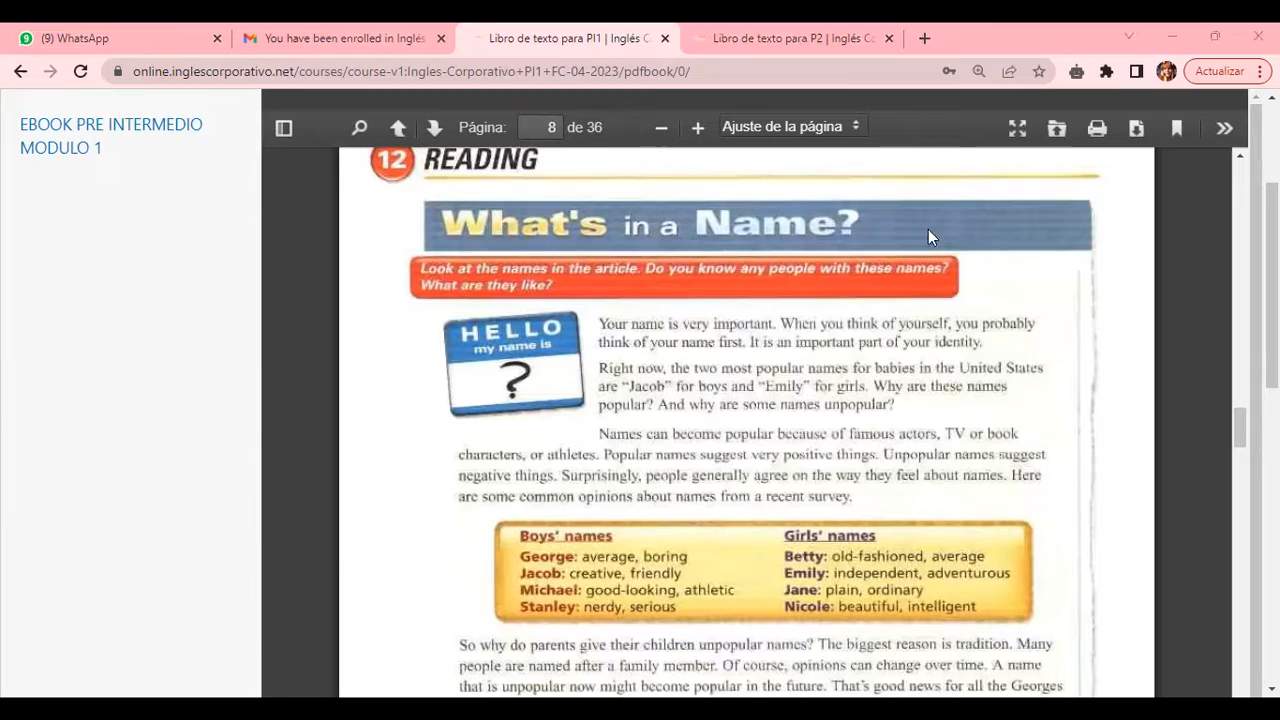 (9) WhatsApp
You have been enrolled in Inglés
Libro de texto para PI1 | Inglés C
Libro de texto para P2 | Inglés Co
online.inglescorporativo.net/courses/course-v1:Ingles-Corporativo+PI1+FC-04-2023/pdfbook/0/
Actualizar
EBOOK PRE INTERMEDIO
MODULO 1
Página: 8 de 36
Ajuste de la página
12 READING
What's in a Name?
Look at the names in the article. Do you know any people with these names?
What are they like?
HELLO
my name is
?
Your name is very important. When you think of yourself, you probably
think of your name first. It is an important part of your identity.
Right now, the two most popular names for babies in the United States
are “Jacob” for boys and “Emily” for girls. Why are these names
popular? And why are some names unpopular?
Names can become popular because of famous actors, TV or book
characters, or athletes. Popular names suggest very positive things. Unpopular names suggest
negative things. Surprisingly, people generally agree on the way they feel about names. Here
are some common opinions about names from a recent survey.
Boys' names
George: average, boring
Jacob: creative, friendly
Michael: good-looking, athletic
Stanley: nerdy, serious
Girls' names
Betty: old-fashioned, average
Emily: independent, adventurous
Jane: plain, ordinary
Nicole: beautiful, intelligent
So why do parents give their children unpopular names? The biggest reason is tradition. Many
people are named after a family member. Of course, opinions can change over time. A name
that is unpopular now might become popular in the future. That's good news for all the Georges